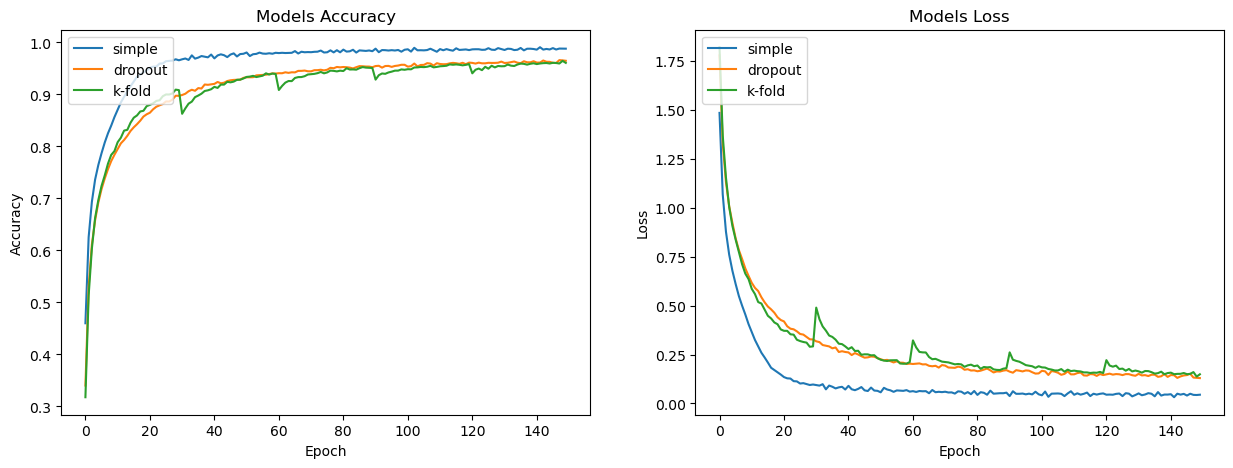 Models Accuracy
simple
dropout
k-fold
1.0
0.9
0.8
0.7
0.6
0.5
0.4
0.3
Accuracy
0 20 40 60 80 100 120 140
Epoch
Models Loss
simple
dropout
k-fold
1.75
1.50
1.25
1.00
0.75
0.50
0.25
0.00
Loss
0 20 40 60 80 100 120 140
Epoch